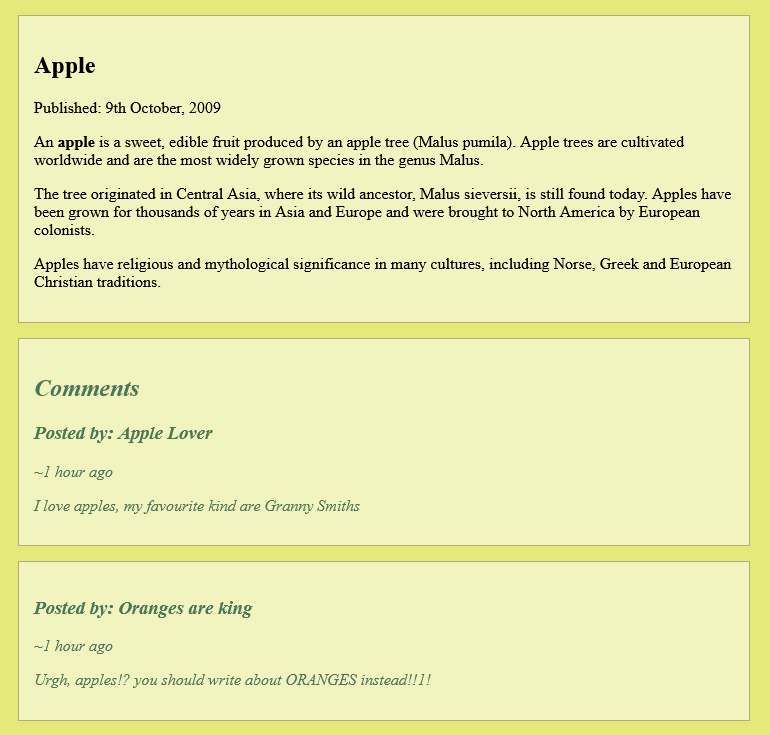 Apple
Published: 9th October, 2009
An apple is a sweet, edible fruit produced by an apple tree (Malus pumila). Apple trees are cultivated
worldwide and are the most widely grown species in the genus Malus.
The tree originated in Central Asia, where its wild ancestor, Malus sieversii, is still found today. Apples have
been grown for thousands of years in Asia and Europe and were brought to North America by European
colonists.
Apples have religious and mythological significance in many cultures, including Norse, Greek and European
Christian traditions.
Comments
Posted by: Apple Lover
~1 hour ago
I love apples, my favourite kind are Granny Smiths
Posted by: Oranges are king
~1 hour ago
Urgh, apples!? you should write about ORANGES instead!!1!